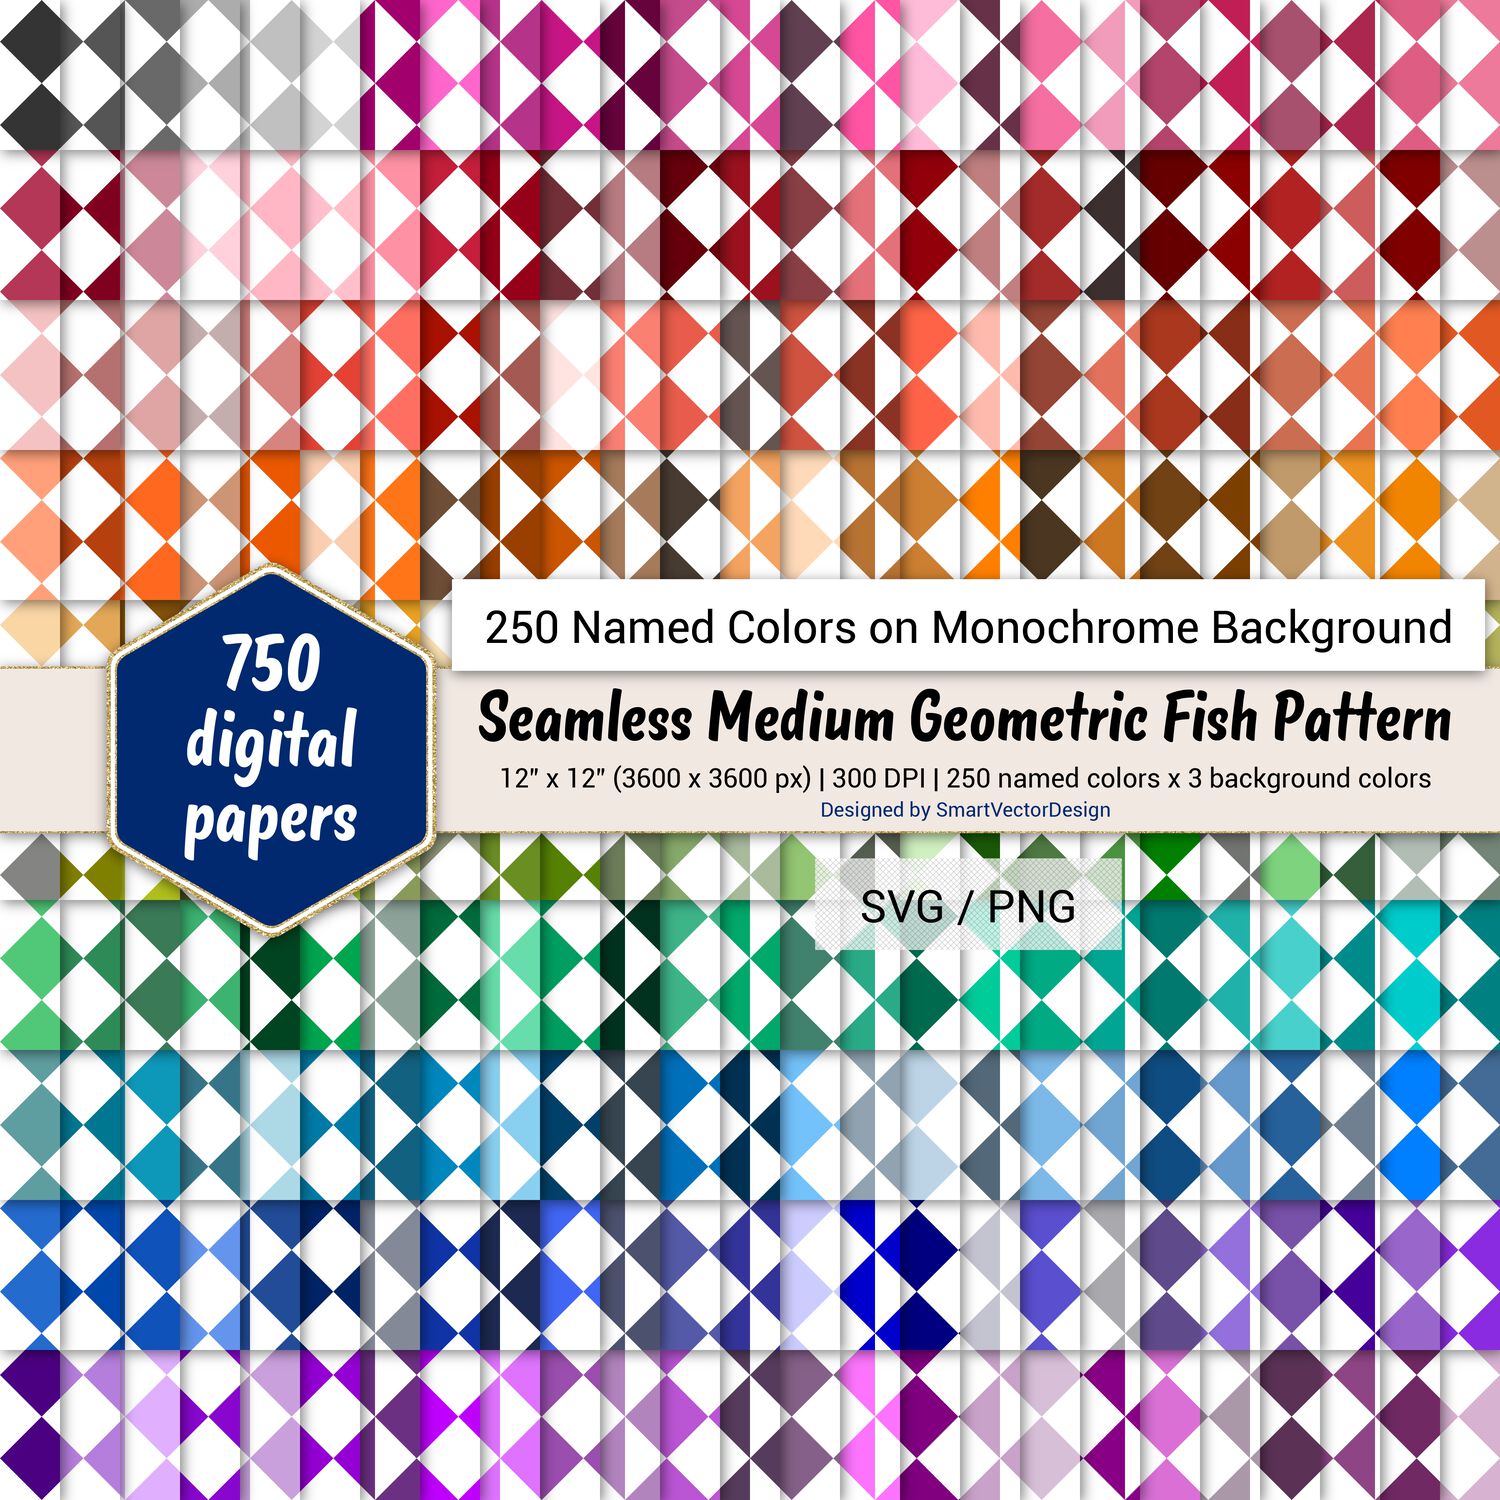 250 Named Colors on Monochrome Background
750
digital
papers
Seamless Medium Geometric Fish Pattern
12" x 12" (3600 x 3600 px) | 300 DPI | 250 named colors x 3 background colors
Designed by SmartVectorDesign
SVG / PNG